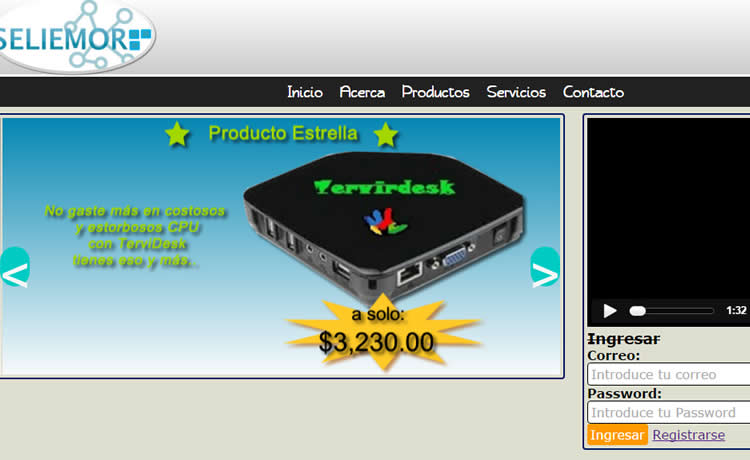 SELIEMOR
Inicio Acerca Productos Servicios Contacto
Producto Estrella
Tervirdesk
No gaste más en costosos
y estorbosos CPU
con TerviDesk
tienes eso y más...
< >
a solo:
$3,230.00
1:32
Ingresar
Correo:
Introduce tu correo
Password:
Introduce tu Password
Ingresar Registrarse